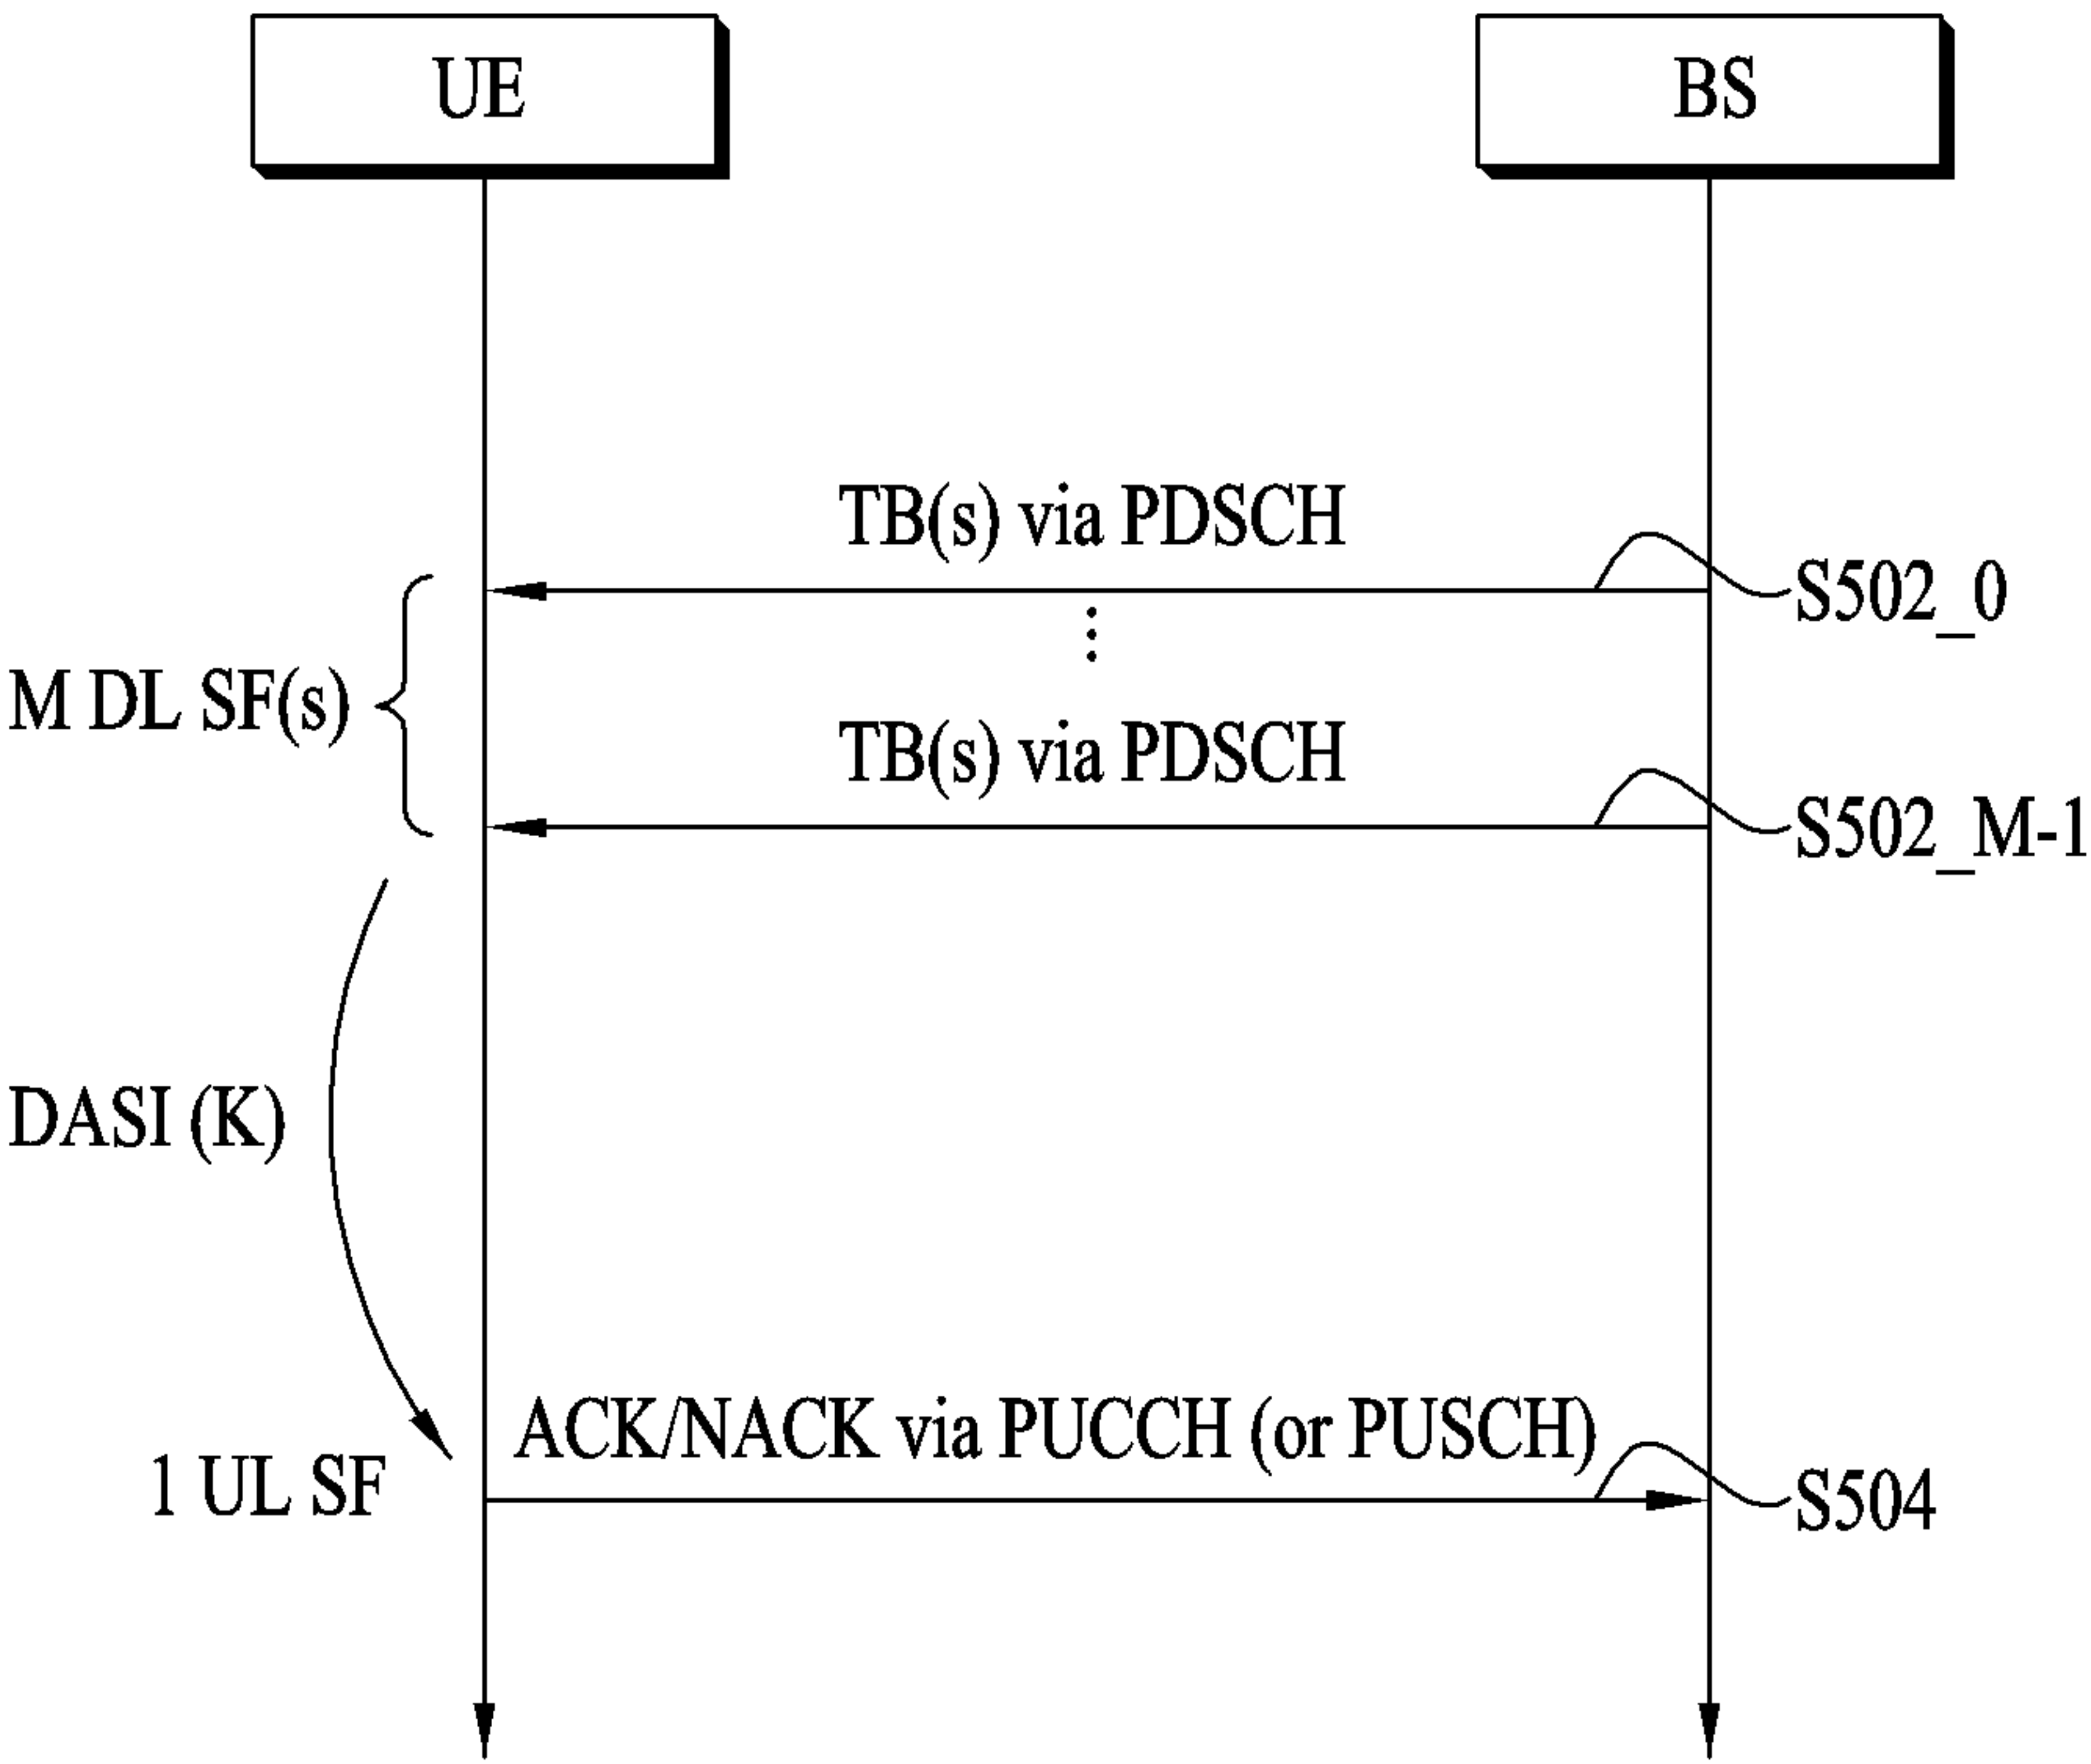 UE
BS
TB(s) via PDSCH
S502_0
M DL SF(s)
TB(s) via PDSCH
S502_M-1
DASI (K)
ACK/NACK via PUCCH (or PUSCH)
1 UL SF
S504